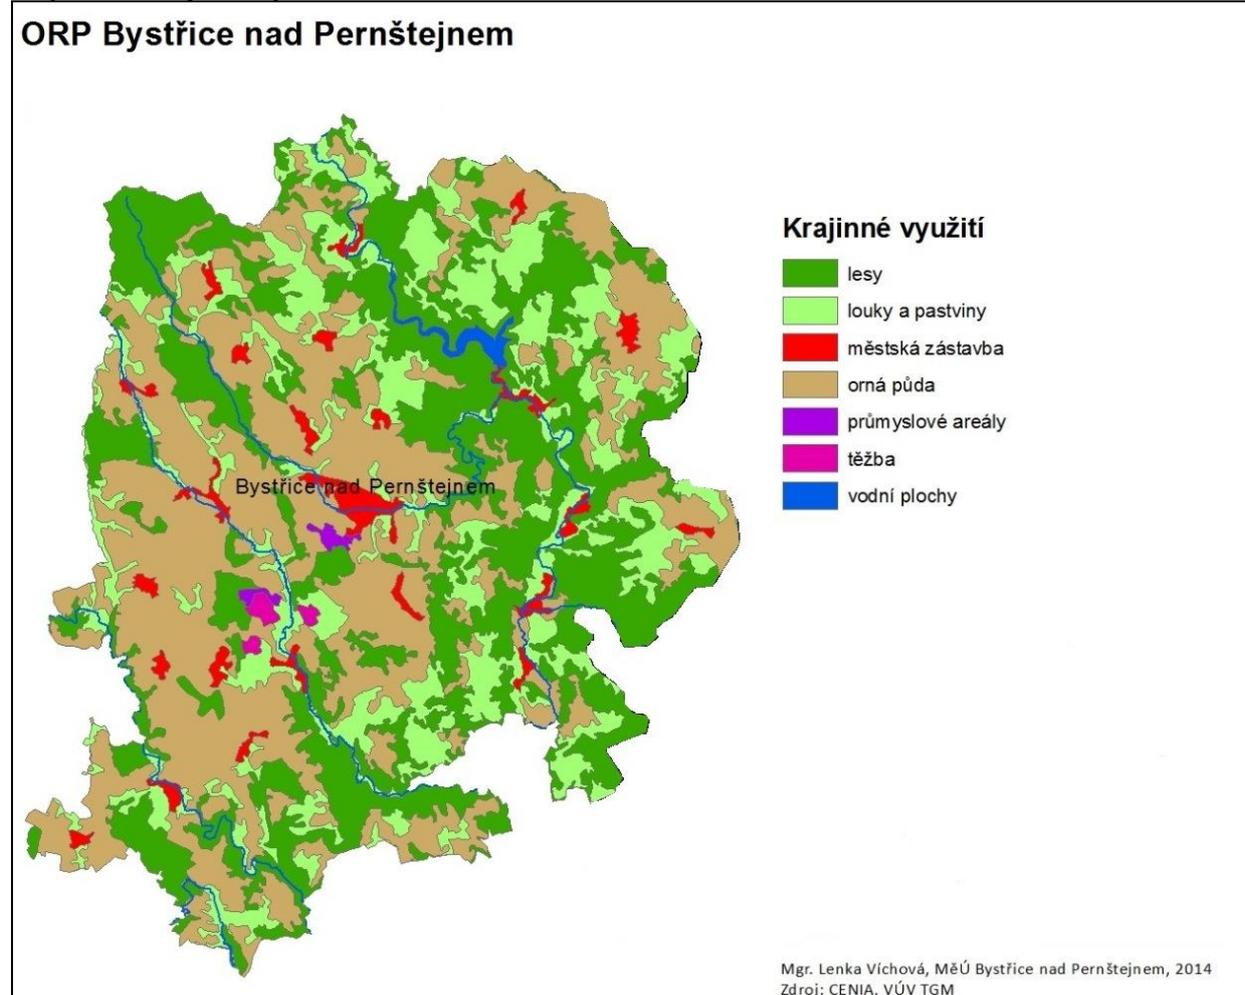 ORP Bystřice nad Pernštejnem
Krajinné využití
lesy
louky a pastviny
městská zástavba
orná půda
průmyslové areály
těžba
vodní plochy
Bystřice nad Pernštejnem
Mgr. Lenka Víchová, MěÚ Bystřice nad Pernštejnem, 2014
Zdroj: CENIA, VÚV TGM